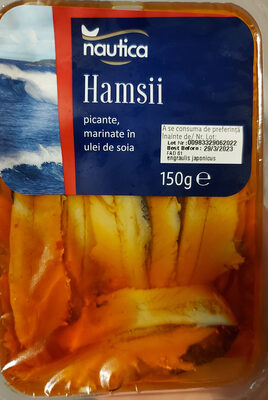 nautica
Hamsii
picante,
marinate în
ulei de soia
A se consuma de preferință
înainte de/ Nr. Lot:
Lot Nr:00983329062022
Best Before: 29/3/2023
FAO 61
engraulis japonicus
150g ℮